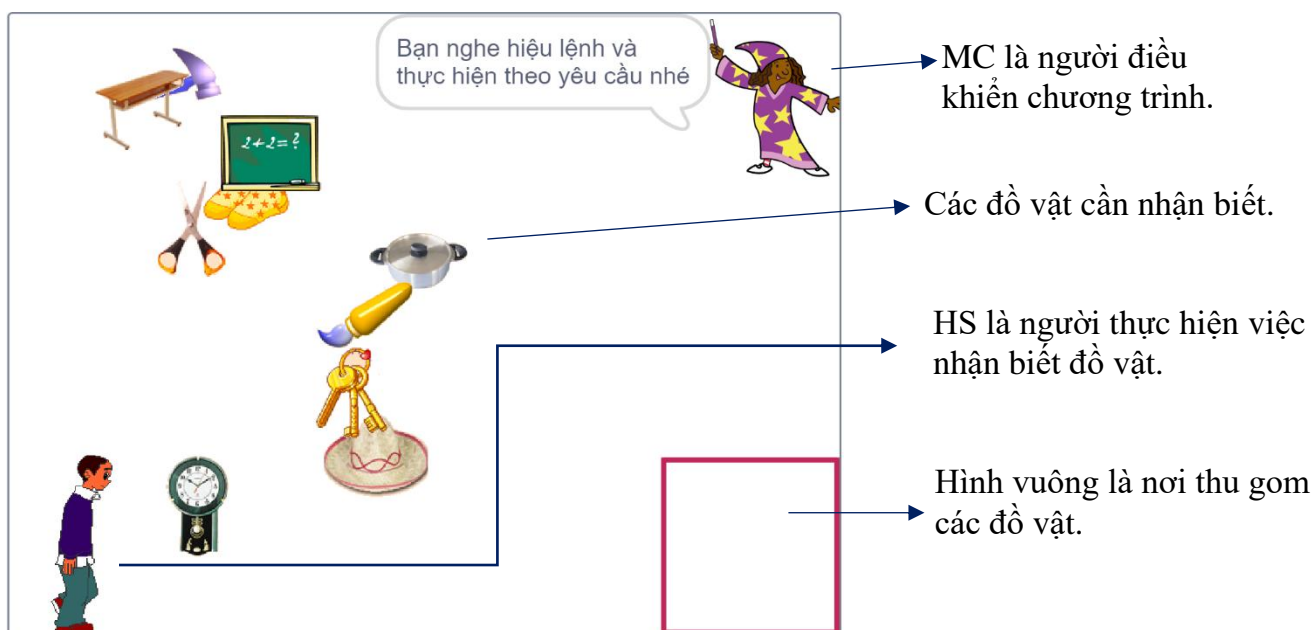 Bạn nghe hiệu lệnh và
thực hiện theo yêu cầu nhé
MC là người điều
khiển chương trình.
2+2=?
Các đồ vật cần nhận biết.
HS là người thực hiện việc
nhận biết đồ vật.
Hình vuông là nơi thu gom
các đồ vật.